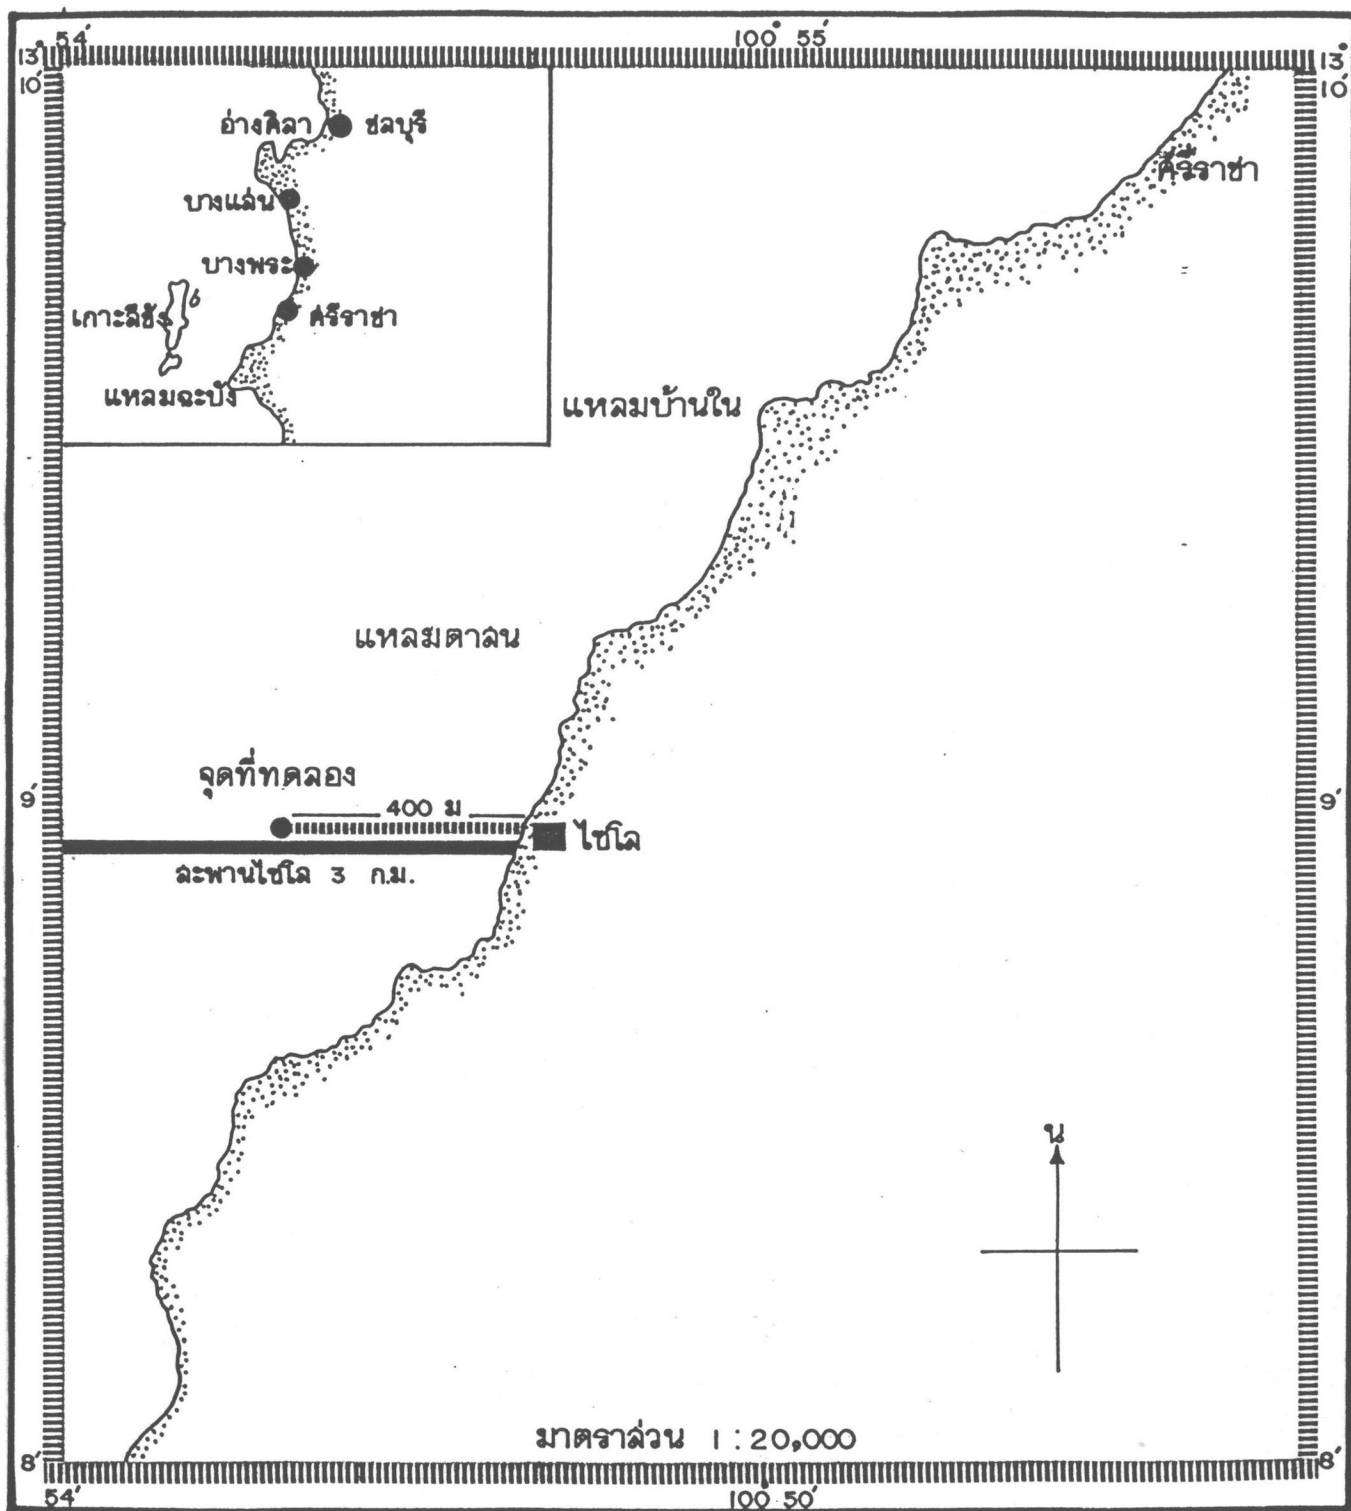 54′ 100° 55′
13° 13°
10′ 10′
อ่างศิลา ชลบุรี
ศรีราชา
บางแส่น
บางพระ
เกาะสีชัง ศรีราชา
แหลมฉะบัง
แหลมบ้านใน
แหลมตาสน
จุดที่ทดลอง
9′ 9′
400 ม
ไซโล
สะพานไซโล 3 ก.ม.
น
มาตราส่วน 1:20,000
8′ 8′
54′ 100° 50′